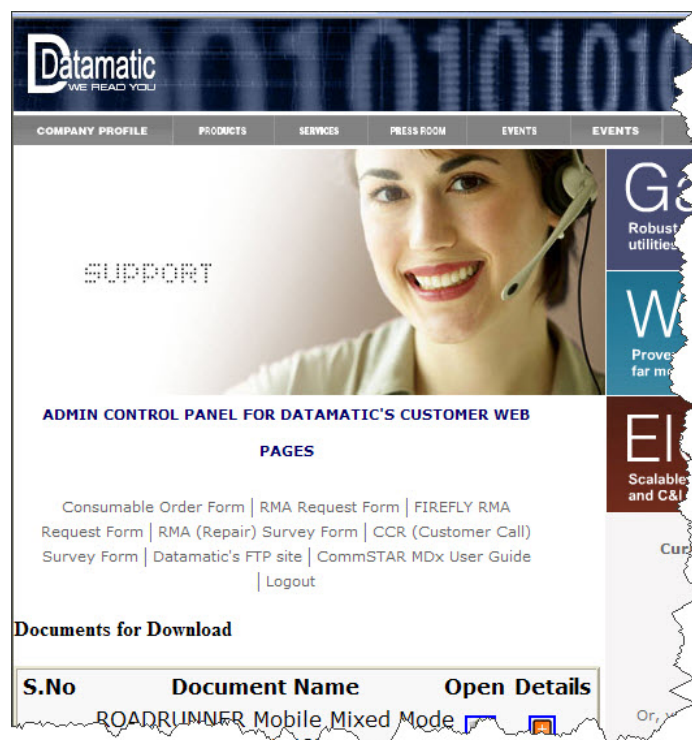 Datamatic
WE READ YOU
COMPANY PROFILE PRODUCTS SERVICES PRESS ROOM EVENTS EVENTS
SUPPORT
Robust
utilities
Scalable
and C&I
ADMIN CONTROL PANEL FOR DATAMATIC'S CUSTOMER WEB
PAGES
Consumable Order Form | RMA Request Form | FIREFLY RMA
Request Form | RMA (Repair) Survey Form | CCR (Customer Call)
Survey Form | Datamatic's FTP site | CommSTAR MDx User Guide
| Logout
Documents for Download
S.No Document Name Open Details
ROADRUNNER Mobile Mixed Mode
Or,